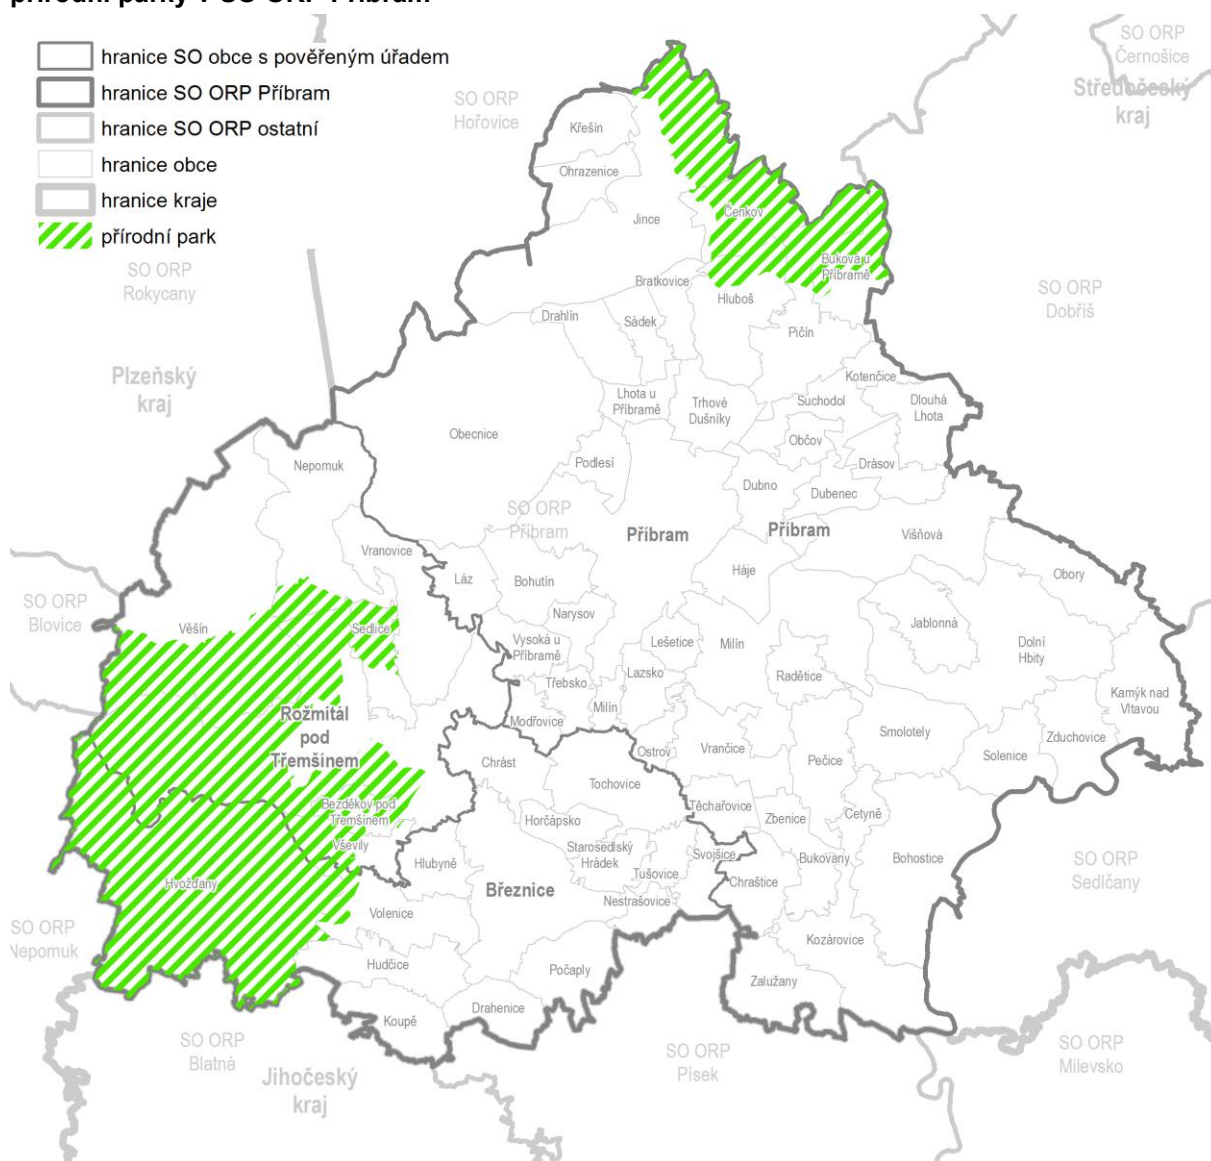 přírodní parky v SO ORP Příbram
hranice SO obce s pověřeným úřadem
hranice SO ORP Příbram
hranice SO ORP ostatní
hranice obce
hranice kraje
přírodní park
SO ORP
Černošice
Středočeský
kraj
SO ORP
Hořovice
Křešín
Ohrazenice
Jince
Čenkov
Buková u
Příbramě
SO ORP
Rokycany
SO ORP
Dobříš
Bratkovice
Hluboš
Drahlín
Sádek
Pičín
Plzeňský
kraj
Kotenčice
Lhota u
Příbramě
Trhové
Dušníky
Suchodol
Dlouhá
Lhota
Obecnice
Občov
Nepomuk
Podlesí
Drásov
Dubno
Dubenec
SO ORP
Příbram
Příbram
Příbram
Višňová
Vranovice
Láz
Bohutín
Háje
Obory
SO ORP
Blovice
Narysov
Věšín
Sedlice
Vysoká u
Příbramě
Lešetice
Milín
Jablonná
Dolní
Hbity
Třebsko
Lazsko
Radětice
Kamýk nad
Vltavou
Milín
Modřovice
Rožmitál
pod
Třemšínem
Smolotely
Zduchovice
Ostrov
Vrančice
Solenice
Chrást
Pečice
Tochovice
Bezděkov pod
Třemšínem
Těchařovice
Zbenice
Cetyně
Horčápsko
Vševily
Starosedlský
Hrádek
Svojšice
Hlubyně
Tušovice
Bukovany
Bohostice
SO ORP
Sedlčany
Hvožďany
Březnice
Chraštice
Nestrašovice
Volenice
SO ORP
Nepomuk
Kozárovice
Hudčice
Počaply
Zalužany
Drahenice
Koupě
SO ORP
Blatná
SO ORP
Písek
SO ORP
Milevsko
Jihočeský
kraj